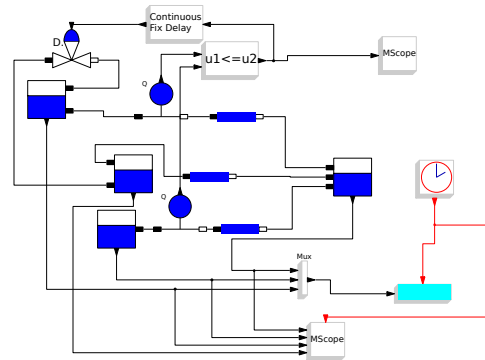 Continuous
Fix Delay
D.
u1<=u2
MScope
Q
Q
Mux
MScope